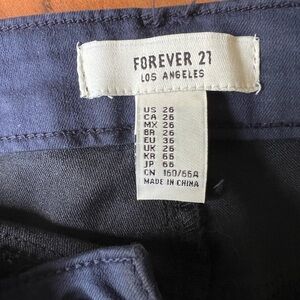 FOREVER 21
LOS ANGELES
US 26
CA 26
MX 26
BR 26
EU 36
UK 26
KR 66
JP 66
CN 160/66A
MADE IN CHINA